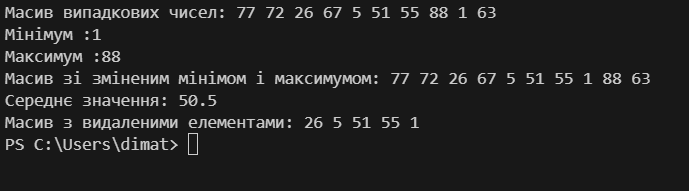 Масив випадкових чисел: 77 72 26 67 5 51 55 88 1 63
Мінімум :1
Максимум :88
Масив зі зміненим мінімом і максимумом: 77 72 26 67 5 51 55 1 88 63
Середнє значення: 50.5
Масив з видаленими елементами: 26 5 51 55 1
PS C:\Users\dimat>